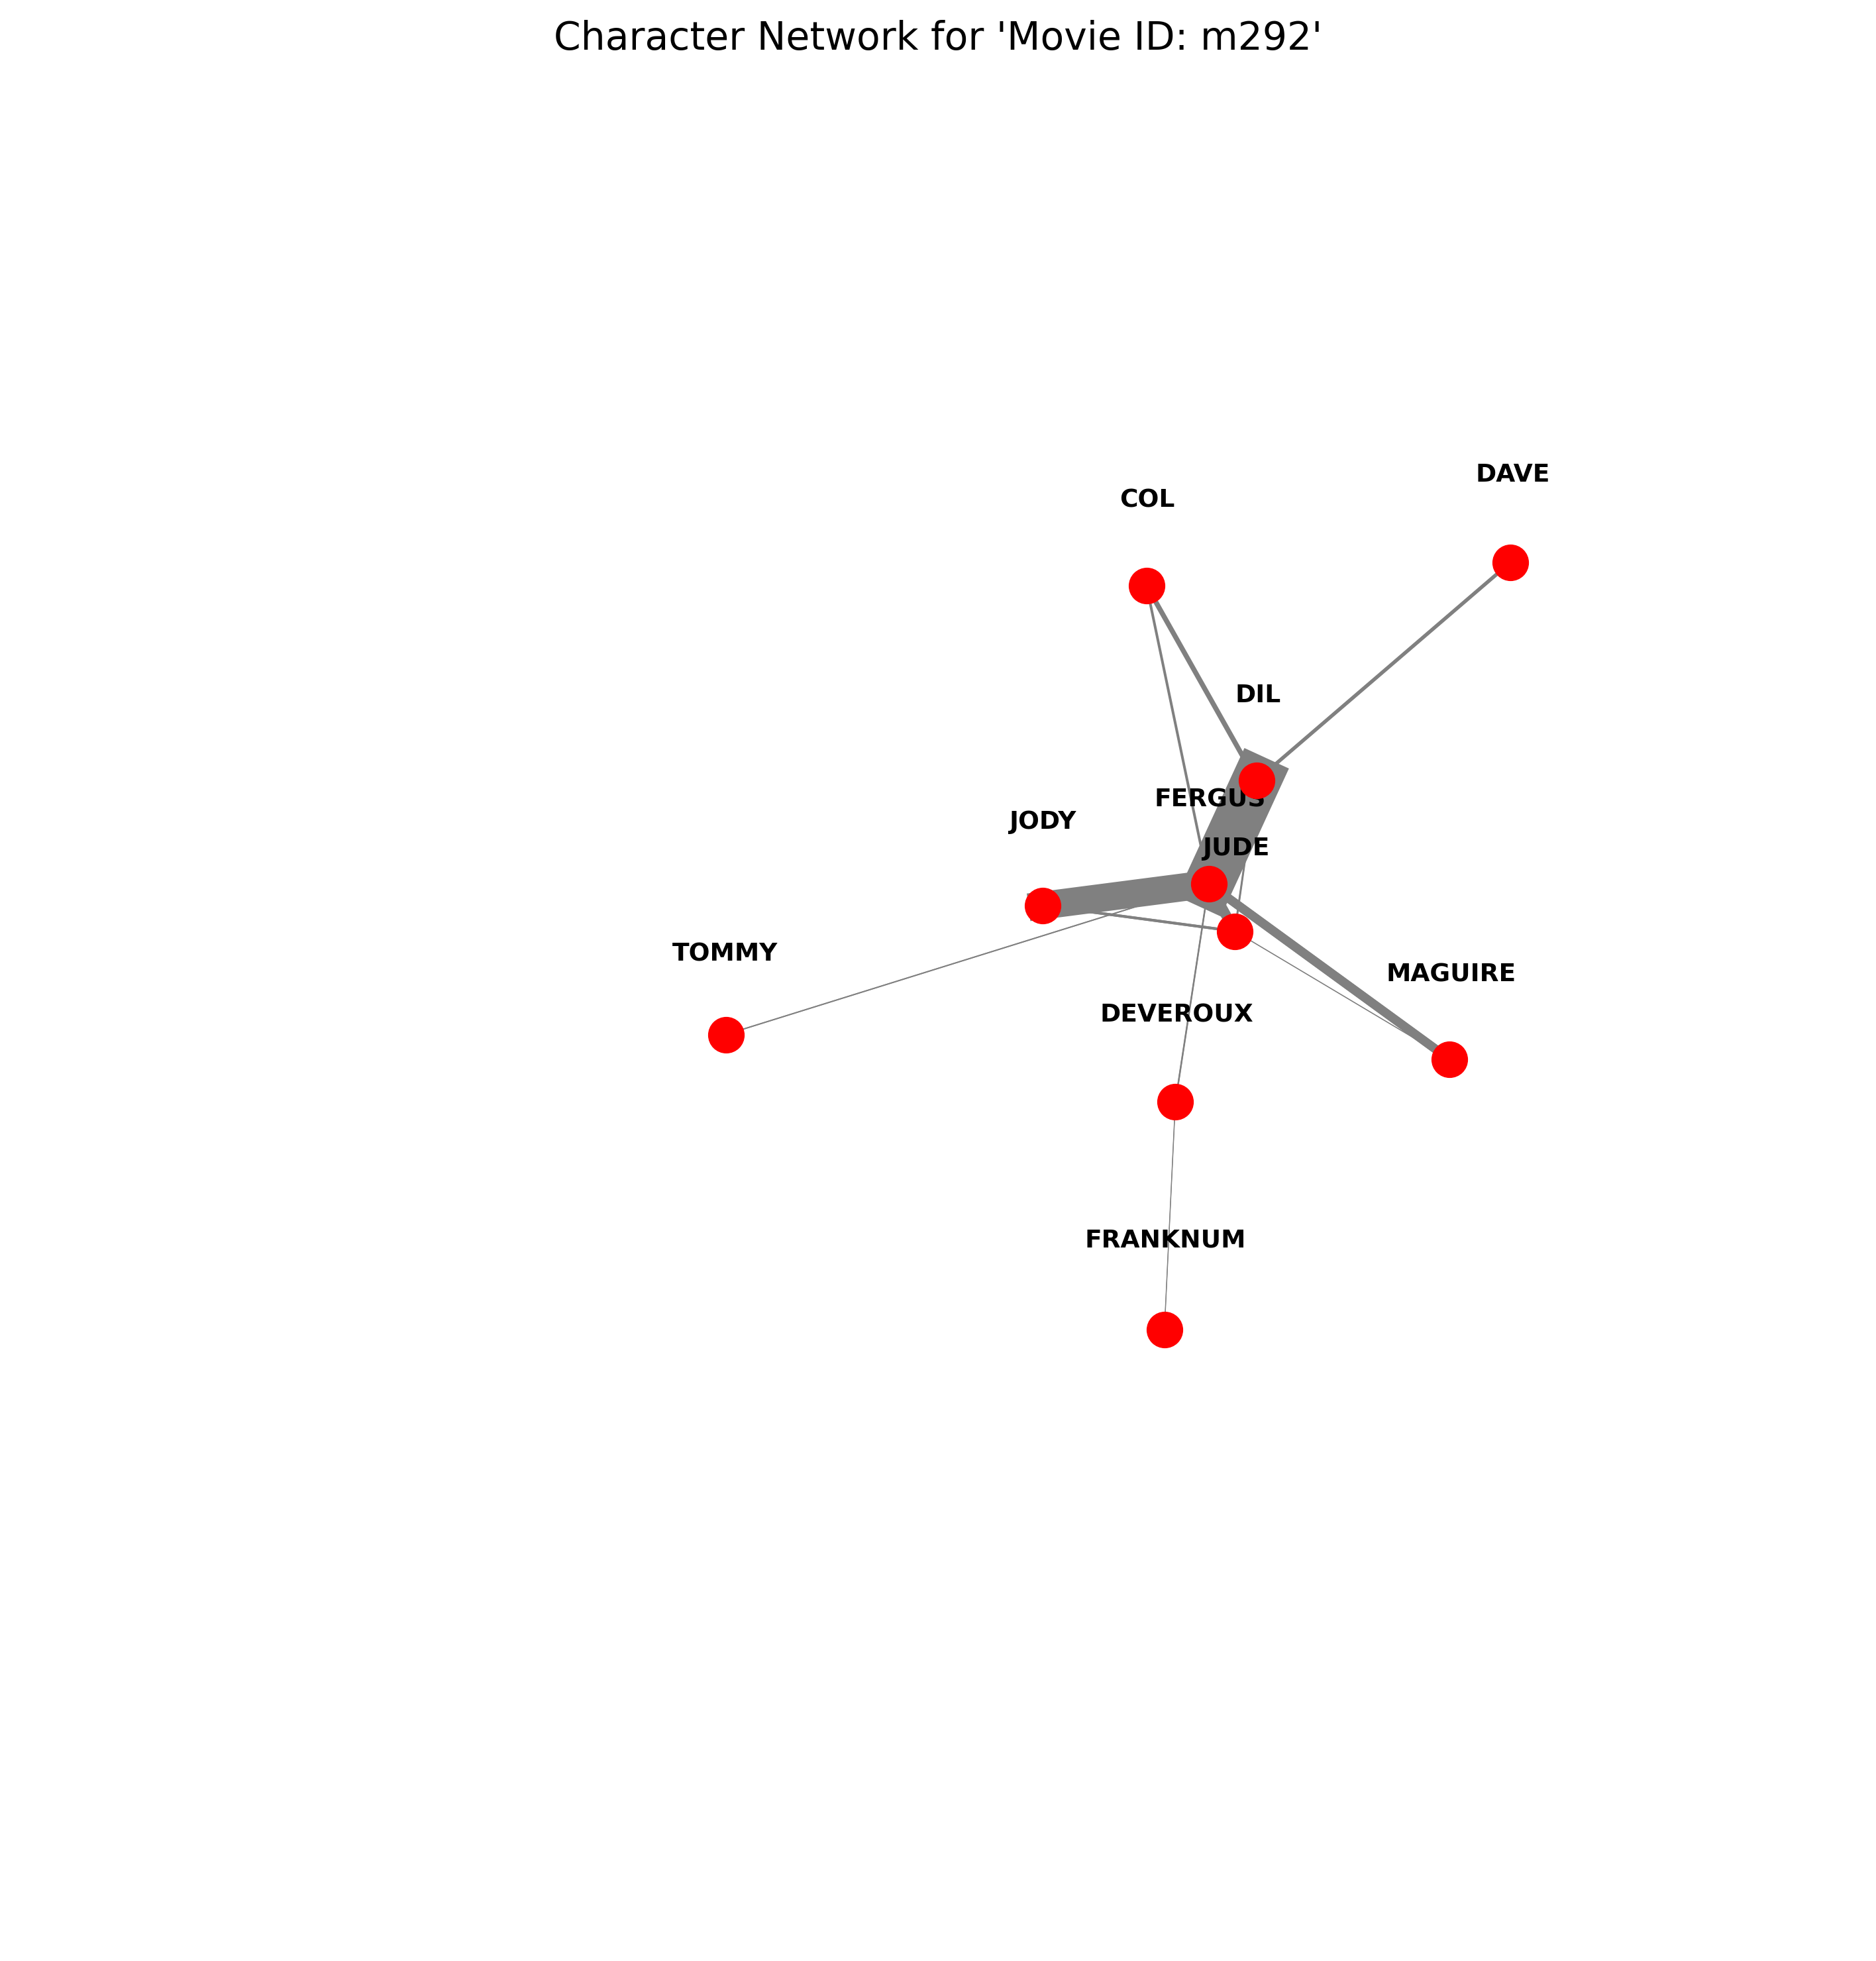 Character Network for 'Movie ID: m292'
DAVE
COL
DIL
FERGUS
JODY
JUDE
TOMMY
MAGUIRE
DEVEROUX
FRANKNUM